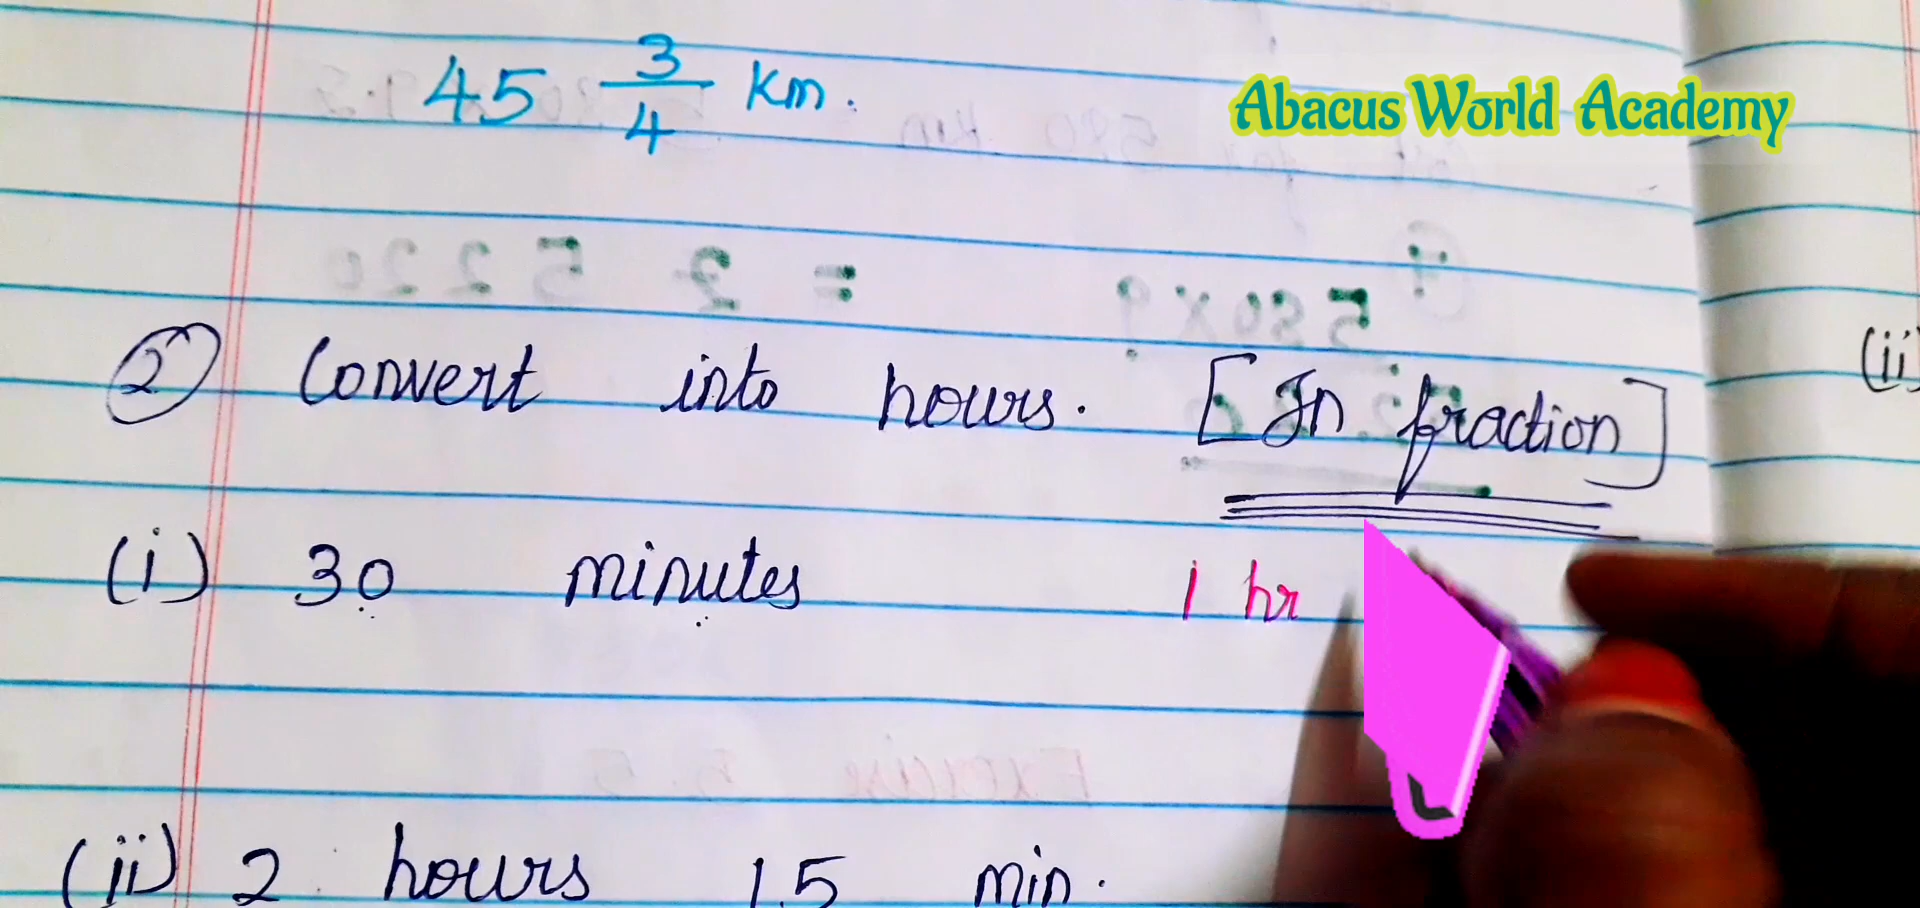 45 3/4 km.
Abacus World Academy
② Convert into hours. [In fraction]
(i) 30 minutes 1 hr
(ii) 2 hours 15 min.
(ii)